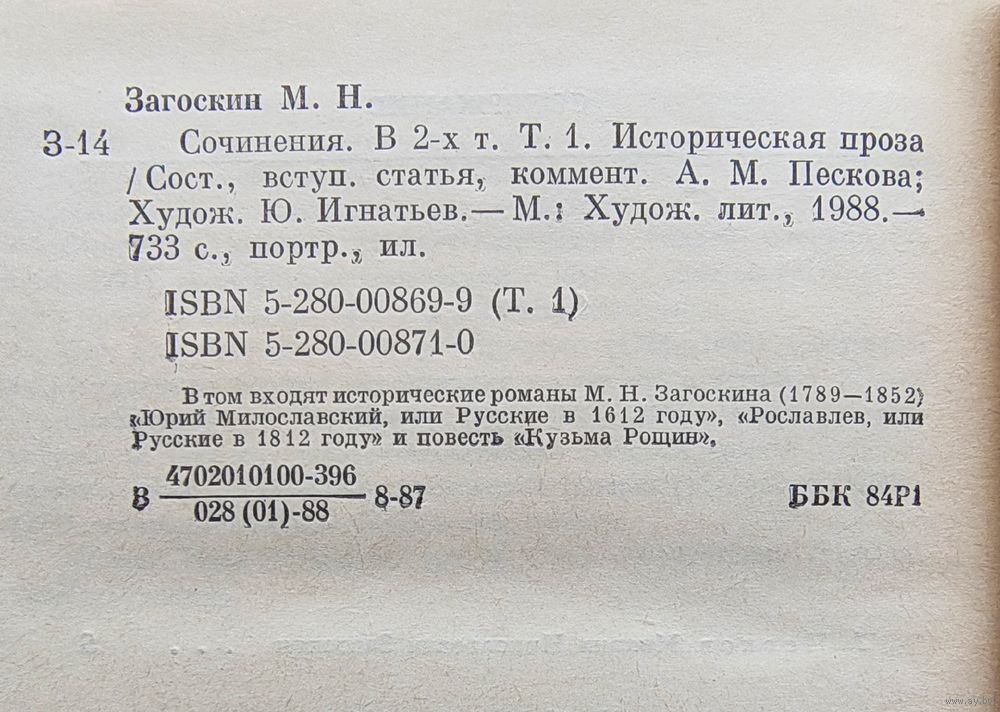 Загоскин М. Н.
З-14 Сочинения. В 2-х т. Т. 1. Историческая проза
/ Сост., вступ. статья, коммент. А. М. Пескова;
Худож. Ю. Игнатьев.— М.: Худож. лит., 1988.—
733 с., портр., ил.
ISBN 5-280-00869-9 (Т. 1)
ISBN 5-280-00871-0
В том входят исторические романы М. Н. Загоскина (1789—1852)
«Юрий Милославский, или Русские в 1612 году», «Рославлев, или
Русские в 1812 году» и повесть «Кузьма Рощин».
4702010100-396
В 8-87 ББК 84Р1
028 (01)-88